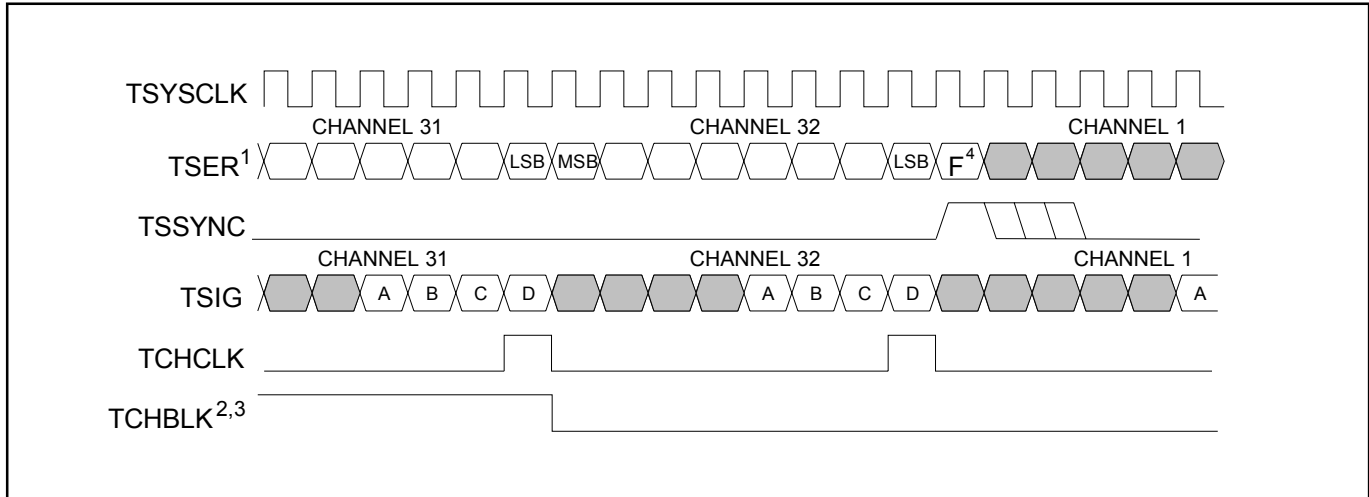 TSYSCLK
CHANNEL 31 CHANNEL 32 CHANNEL 1
TSER¹ LSB MSB LSB F⁴
TSSYNC
CHANNEL 31 CHANNEL 32 CHANNEL 1
TSIG A B C D A B C D A
TCHCLK
TCHBLK²,³